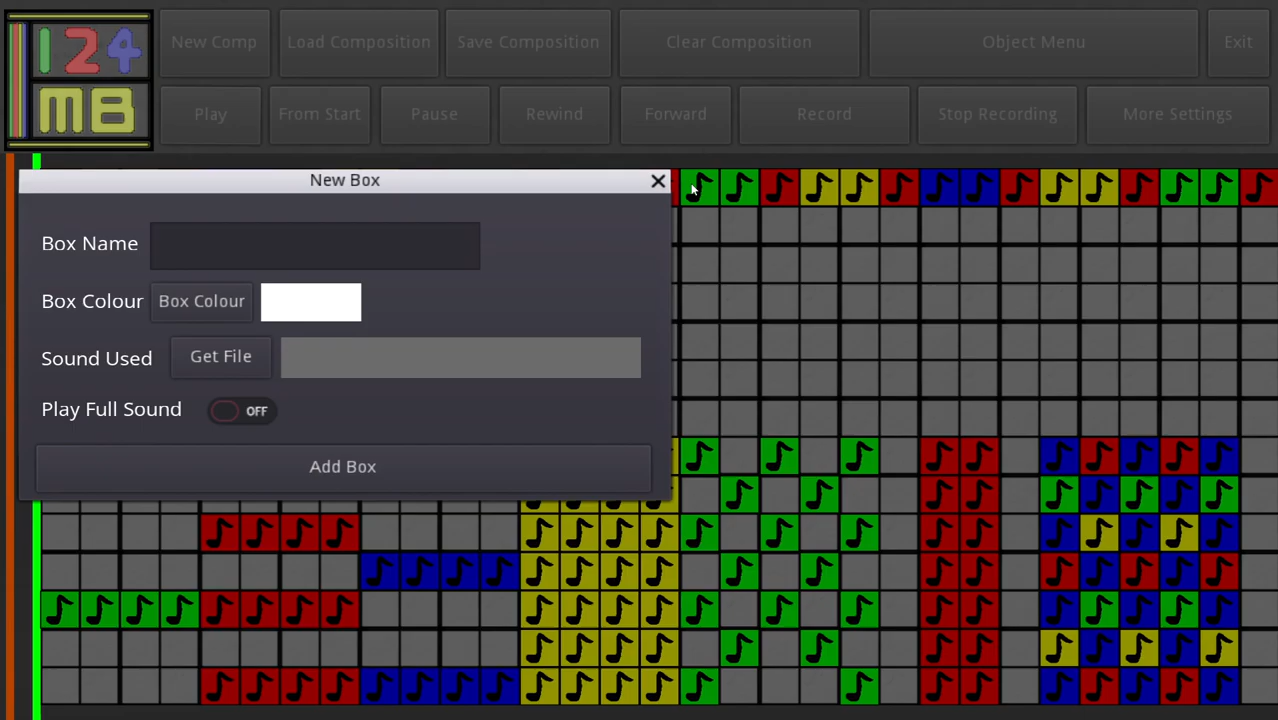 124
MB
New Comp
Load Composition
Save Composition
Clear Composition
Object Menu
Exit
Play
From Start
Pause
Rewind
Forward
Record
Stop Recording
More Settings
New Box
Box Name
Box Colour
Box Colour
Sound Used
Get File
Play Full Sound
OFF
Add Box